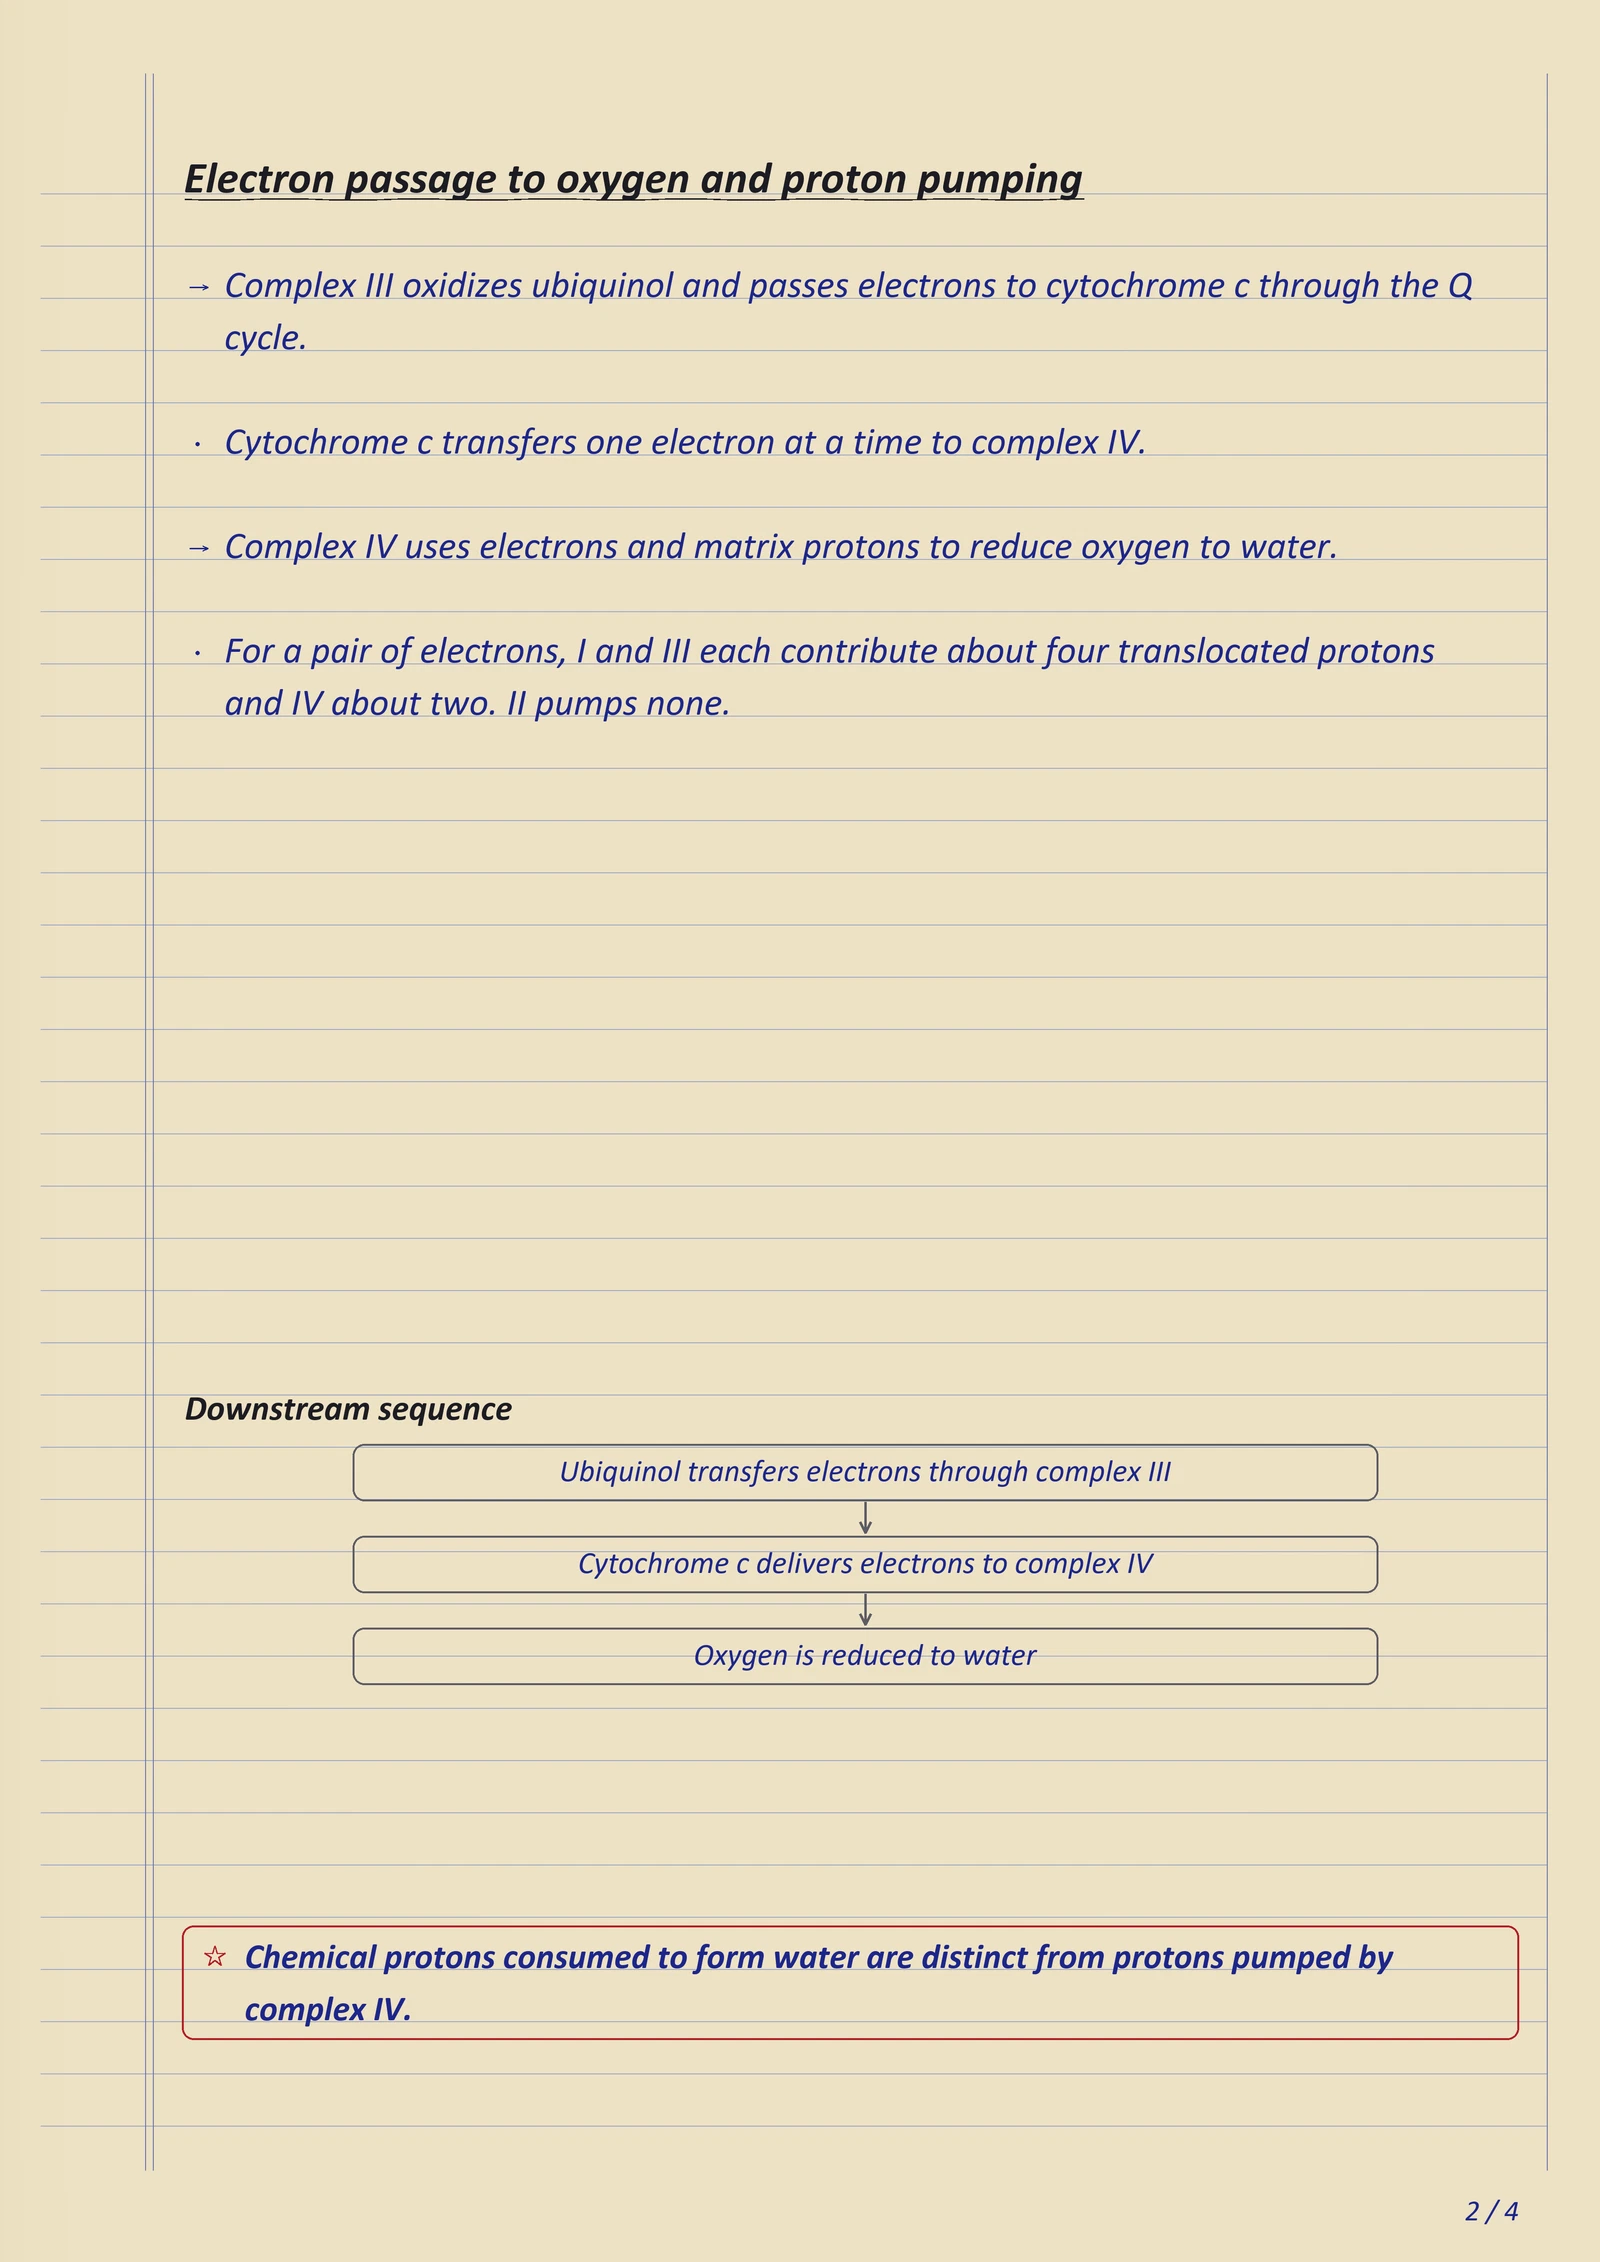 Electron passage to oxygen and proton pumping
→ Complex III oxidizes ubiquinol and passes electrons to cytochrome c through the Q
cycle.
· Cytochrome c transfers one electron at a time to complex IV.
→ Complex IV uses electrons and matrix protons to reduce oxygen to water.
· For a pair of electrons, I and III each contribute about four translocated protons
and IV about two. II pumps none.
Downstream sequence
Ubiquinol transfers electrons through complex III
Cytochrome c delivers electrons to complex IV
Oxygen is reduced to water
☆ Chemical protons consumed to form water are distinct from protons pumped by
complex IV.
2 / 4